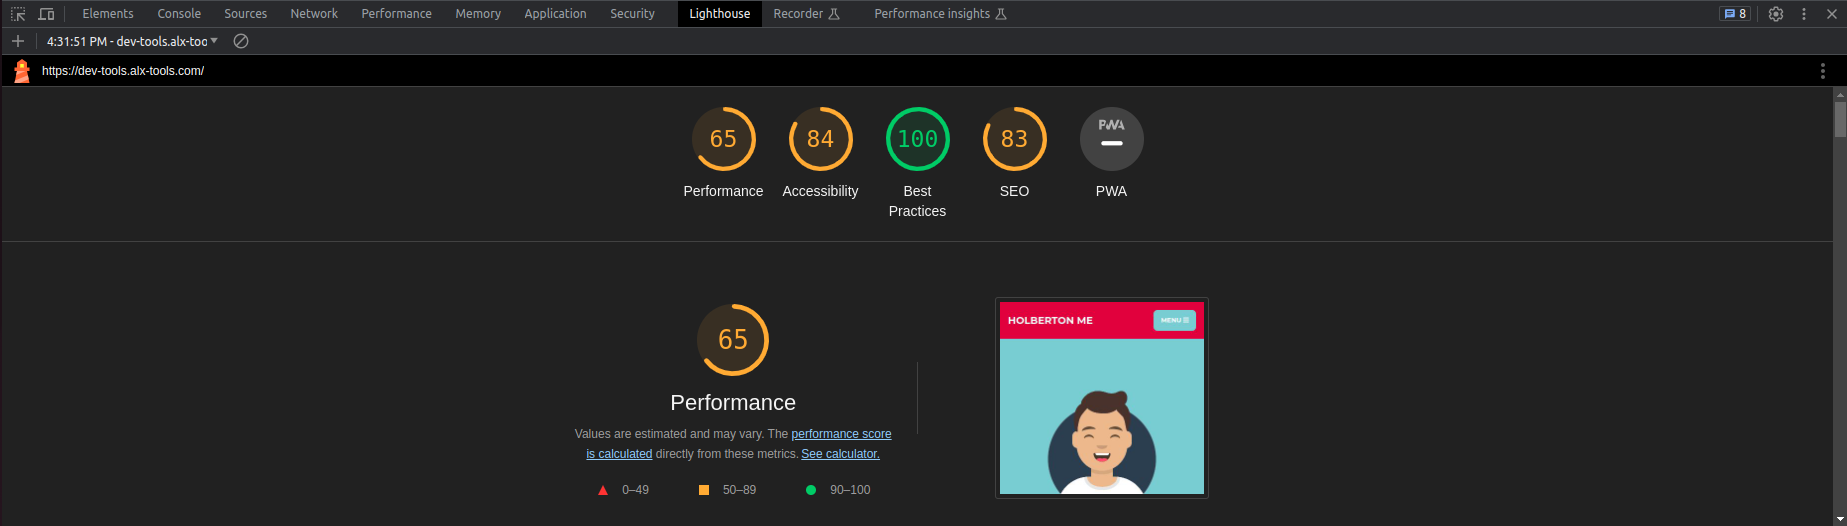 Elements Console Sources Network Performance Memory Application Security Lighthouse Recorder Performance insights 8
4:31:51 PM - dev-tools.alx-too
https://dev-tools.alx-tools.com/
65 84 100 83 PWA
Performance Accessibility Best Practices SEO PWA
65
Performance
Values are estimated and may vary. The performance score
is calculated directly from these metrics. See calculator.
0–49 50–89 90–100
HOLBERTON ME MENU